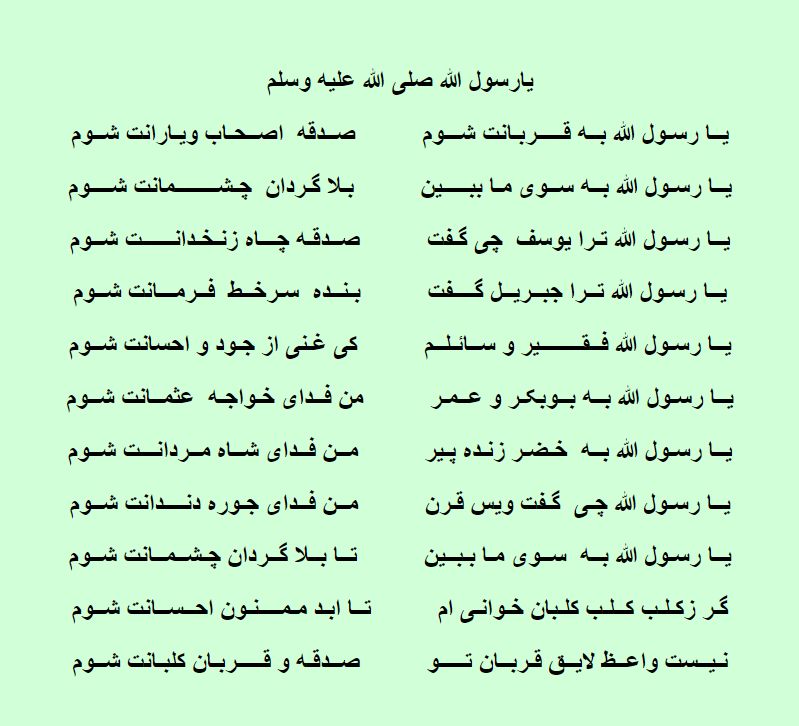 یارسول الله صلی الله علیه وسلم
یا رسول الله به قربانت شوم صدقه اصحاب ویارانت شوم
یا رسول الله به سوی ما ببین بلا گردان چشمانت شوم
یا رسول الله ترا یوسف چی گفت صدقه چاه زنخدانت شوم
یا رسول الله ترا جبریل گفت بنده سرخط فرمانت شوم
یا رسول الله فقیر و سائلم کی غنی از جود و احسانت شوم
یا رسول الله به بوبکر و عمر من فدای خواجه عثمانت شوم
یا رسول الله به خضر زنده پیر من فدای شاه مردانت شوم
یا رسول الله چی گفت ویس قرن من فدای جوره دندانت شوم
یا رسول الله به سوی ما ببین تا بلا گردان چشمانت شوم
گر زکلب کلب کلبان خوانی ام تا ابد ممنون احسانت شوم
نیست واعظ لایق قربان تو صدقه و قربان کلبانت شوم